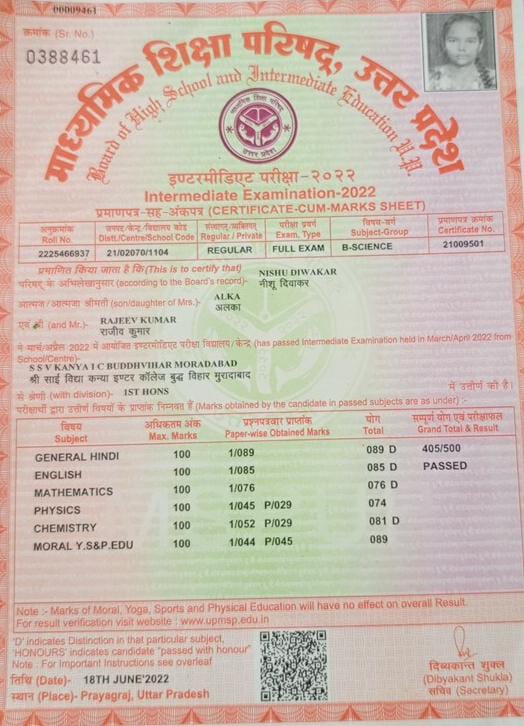 00009461
क्रमांक (Sr. No.)
0388461
माध्यमिक शिक्षा परिषद्, उत्तर प्रदेश
Board of High School and Intermediate Education U.P.
माध्यमिक शिक्षा परिषद
उत्तर प्रदेश
इण्टरमीडिएट परीक्षा-२०२२
Intermediate Examination-2022
प्रमाणपत्र-सह-अंकपत्र (CERTIFICATE-CUM-MARKS SHEET)
अनुक्रमांक जनपद/केन्द्र/विद्यालय कोड संस्थागत/व्यक्तिगत परीक्षा प्रवर्ग विषय-वर्ग प्रमाणपत्र क्रमांक
Roll No. Distt./Centre/School Code Regular / Private Exam. Type Subject-Group Certificate No.
2225466937 21/02070/1104 REGULAR FULL EXAM B-SCIENCE 21009501
प्रमाणित किया जाता है कि(This is to certify that) NISHU DIWAKAR
परिषद् के अभिलेखानुसार (according to the Board's record)- नीशू दिवाकर
आत्मज/आत्मजा श्रीमती (son/daughter of Mrs.)- ALKA
अलका
एवं श्री (and Mr.)- RAJEEV KUMAR
राजीव कुमार
ने मार्च/अप्रैल 2022 में आयोजित इण्टरमीडिएट परीक्षा विद्यालय/केन्द्र (has passed Intermediate Examination held in March/April 2022 from
School/Centre)-
S S V KANYA I C BUDDHVIHAR MORADABAD
श्री साई विद्या कन्या इण्टर कॉलेज बुद्ध विहार मुरादाबाद
से श्रेणी (with division)- 1ST HONS में उत्तीर्ण की है।
परीक्षार्थी द्वारा उत्तीर्ण विषयों के प्राप्तांक निम्नवत् हैं (Marks obtained by the candidate in passed subjects are as under) :-
विषय अधिकतम अंक प्रश्नपत्रवार प्राप्तांक योग सम्पूर्ण योग एवं परीक्षाफल
Subject Max. Marks Paper-wise Obtained Marks Total Grand Total & Result
GENERAL HINDI 100 1/089 089 D 405/500
ENGLISH 100 1/085 085 D PASSED
MATHEMATICS 100 1/076 076 D
PHYSICS 100 1/045 P/029 074
CHEMISTRY 100 1/052 P/029 081 D
MORAL Y.S&P.EDU 100 1/044 P/045 089
Note :- Marks of Moral, Yoga, Sports and Physical Education will have no effect on overall Result.
For result verification visit website : www.upmsp.edu.in
'D' indicates Distinction in that particular subject,
'HONOURS' indicates candidate "passed with honour"
Note : For Important Instructions see overleaf
तिथि (Date)- 18TH JUNE'2022
स्थान (Place)- Prayagraj, Uttar Pradesh
दिब्यकान्त शुक्ल
(Dibyakant Shukla)
सचिव (Secretary)